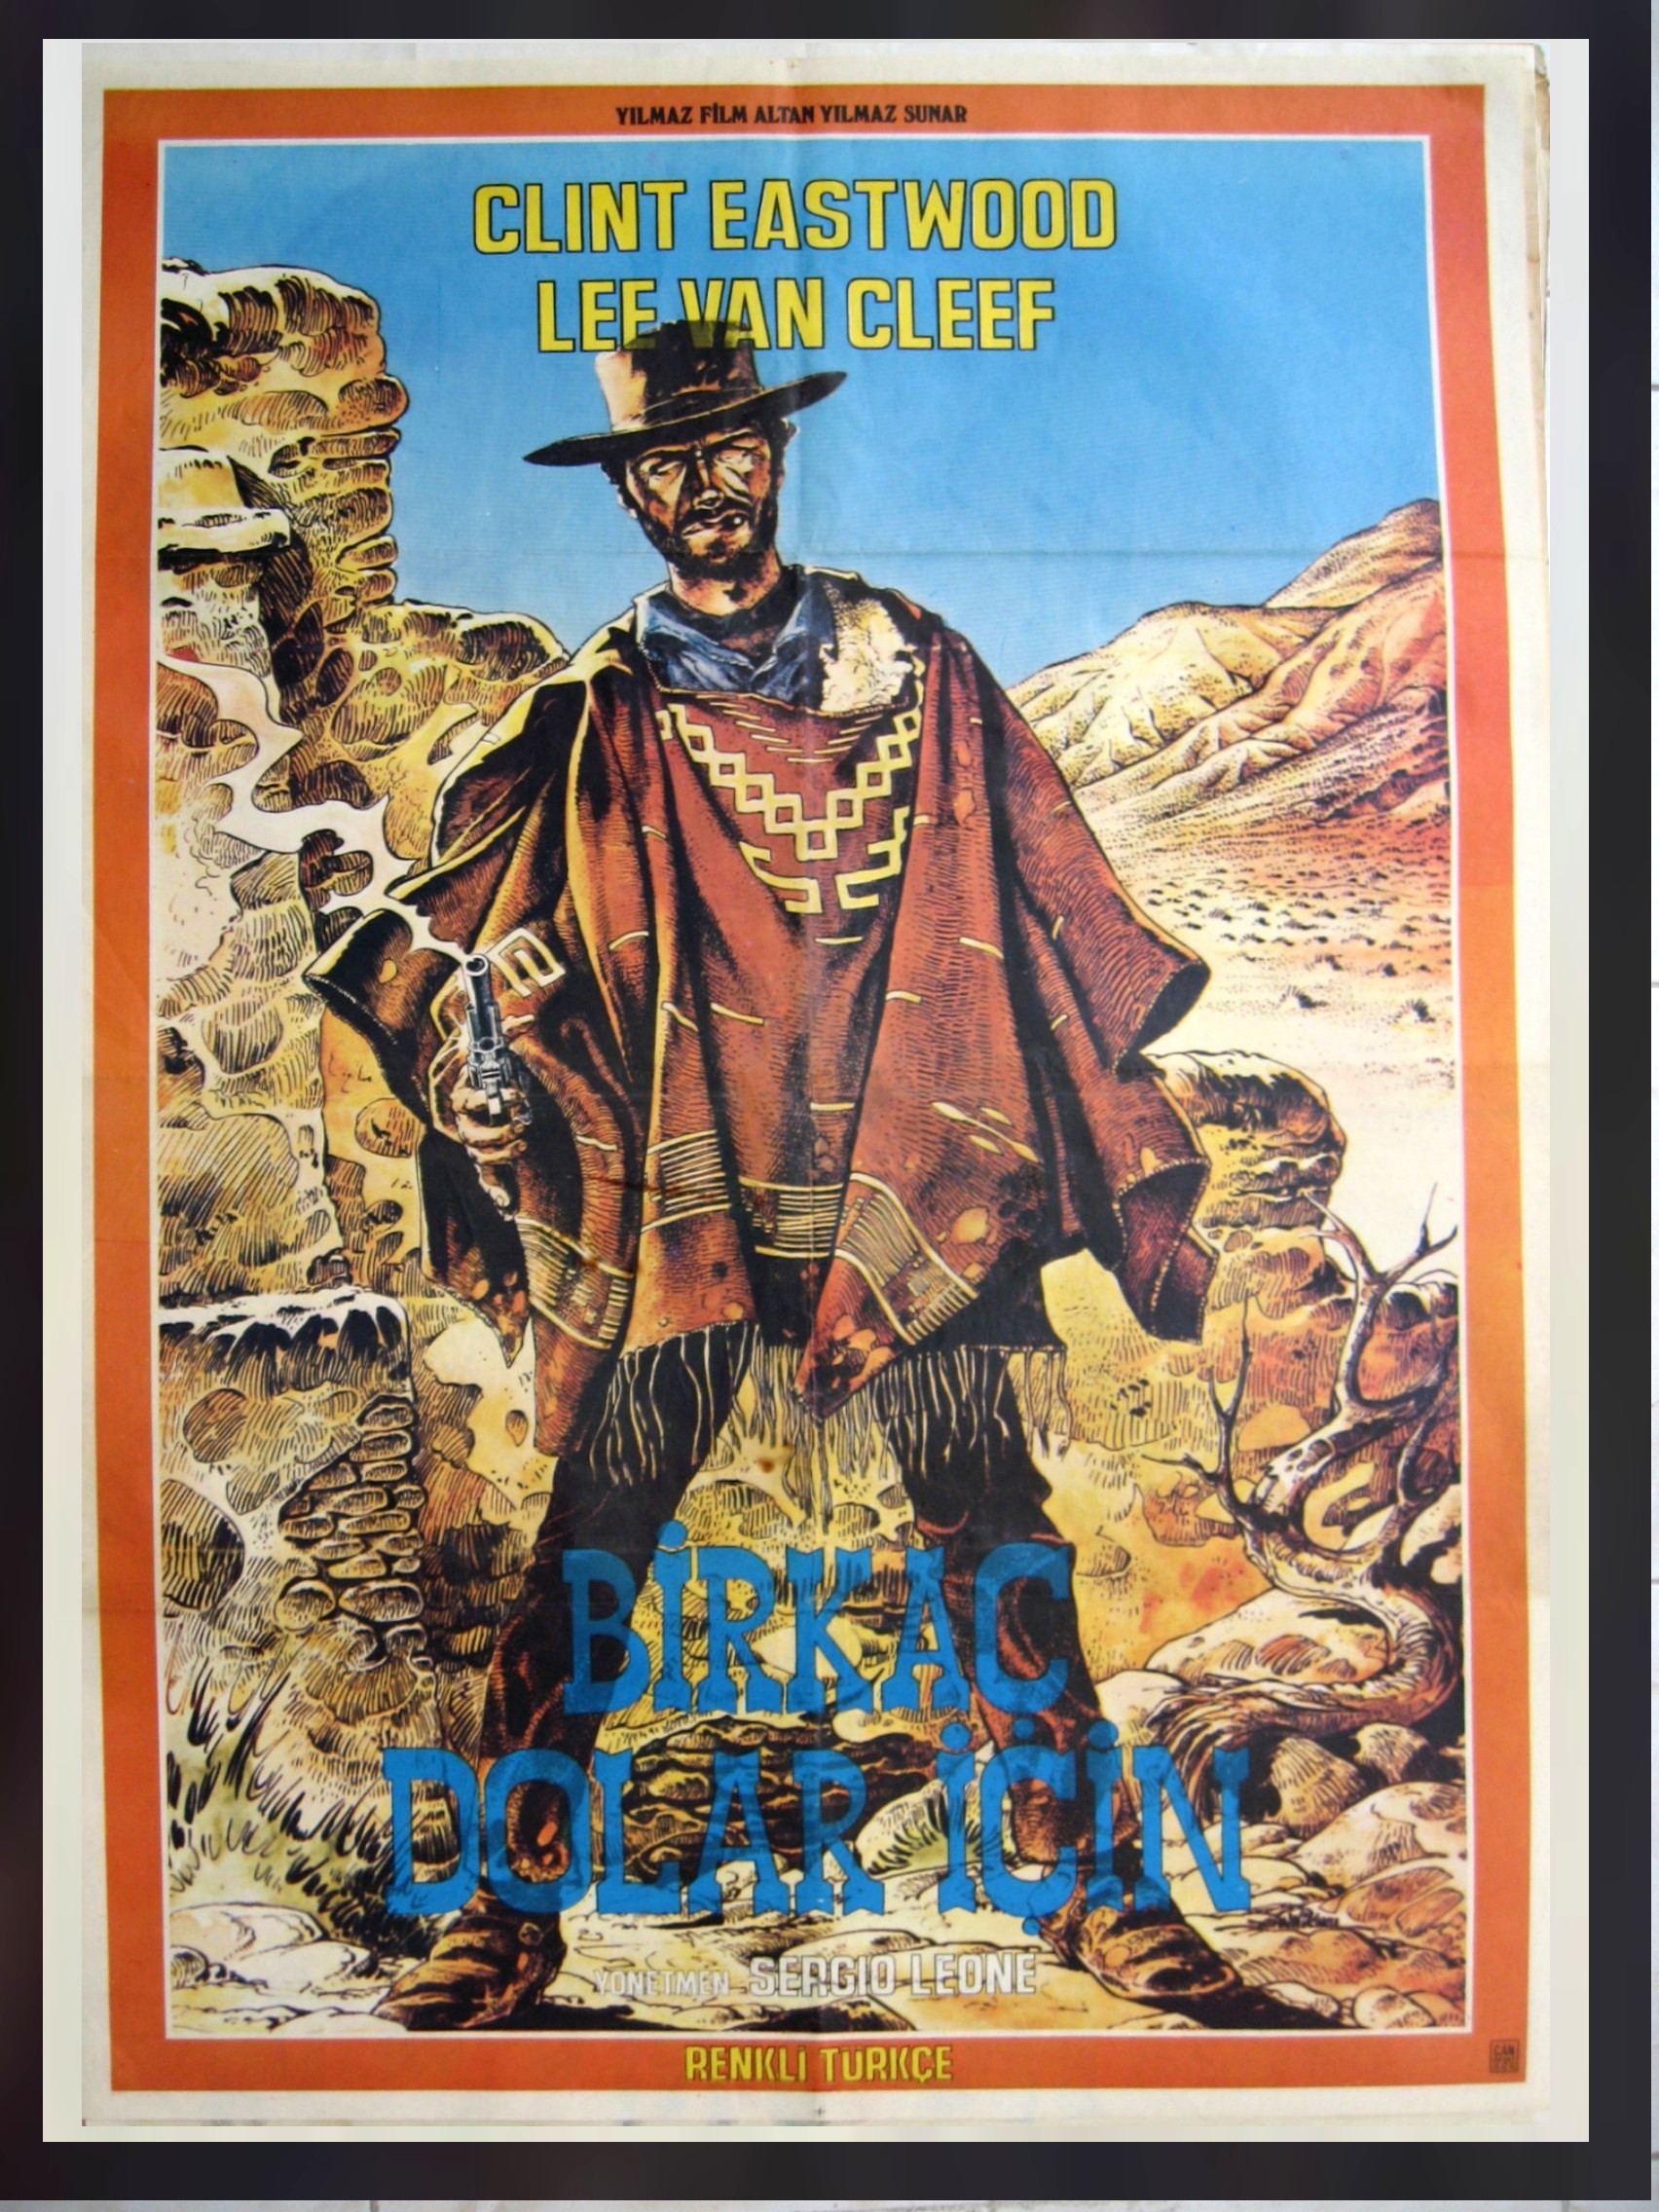 YILMAZ FİLM ALTAN YILMAZ SUNAR
CLINT EASTWOOD
LEE VAN CLEEF
BİRKAÇ
DOLAR İÇİN
YÖNETMEN SERGIO LEONE
RENKLİ TÜRKÇE
CAN